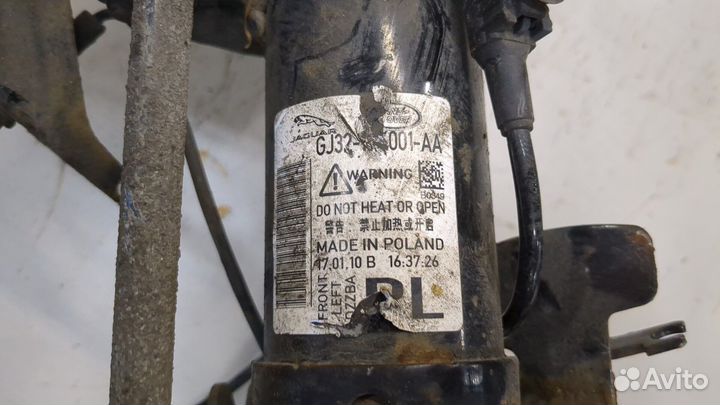 JAGUAR
GJ32- 001-AA
WARNING
B0349
DO NOT HEAT OR OPEN
警告：禁止加热或开启
MADE IN POLAND
17.01.10 B 16:37:26
FRONT
-LEFT
L
Avito